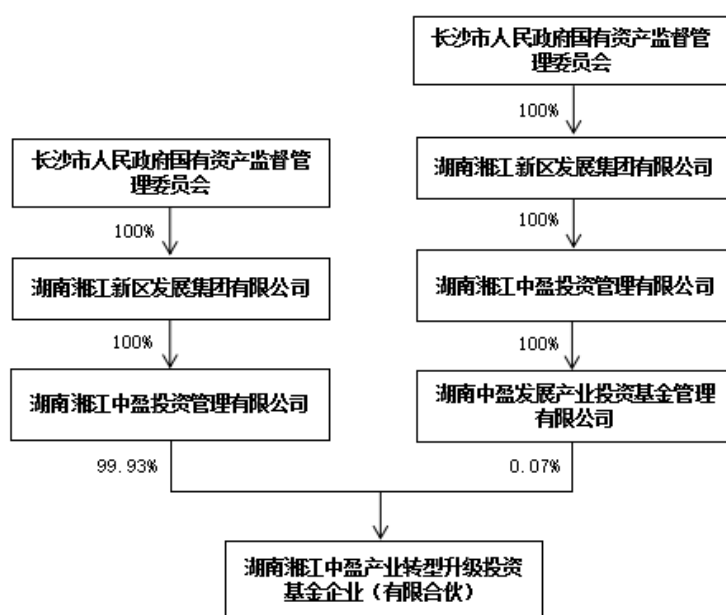 长沙市人民政府国有资产监督管
理委员会
100%
湖南湘江新区发展集团有限公司
100%
湖南湘江中盈投资管理有限公司
99.93%
长沙市人民政府国有资产监督
管理委员会
100%
湖南湘江新区发展集团有限公司
100%
湖南湘江中盈投资管理有限公司
100%
湖南中盈发展产业投资基金管理
有限公司
0.07%
湖南湘江中盈产业转型升级投资
基金企业（有限合伙）